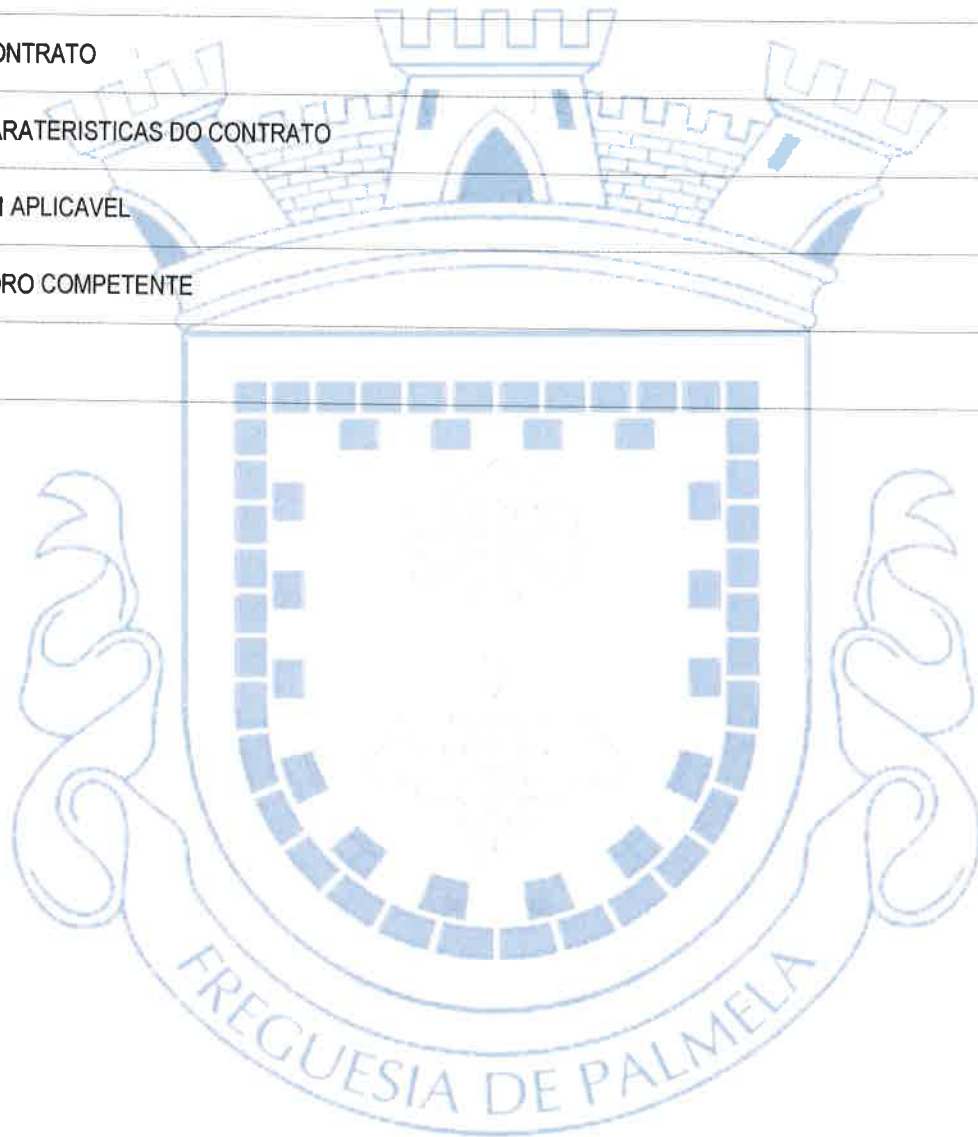 ONTRATO
ARATERISTICAS DO CONTRATO
I APLICAVEL
ORO COMPETENTE
FREGUESIA DE PALMELA